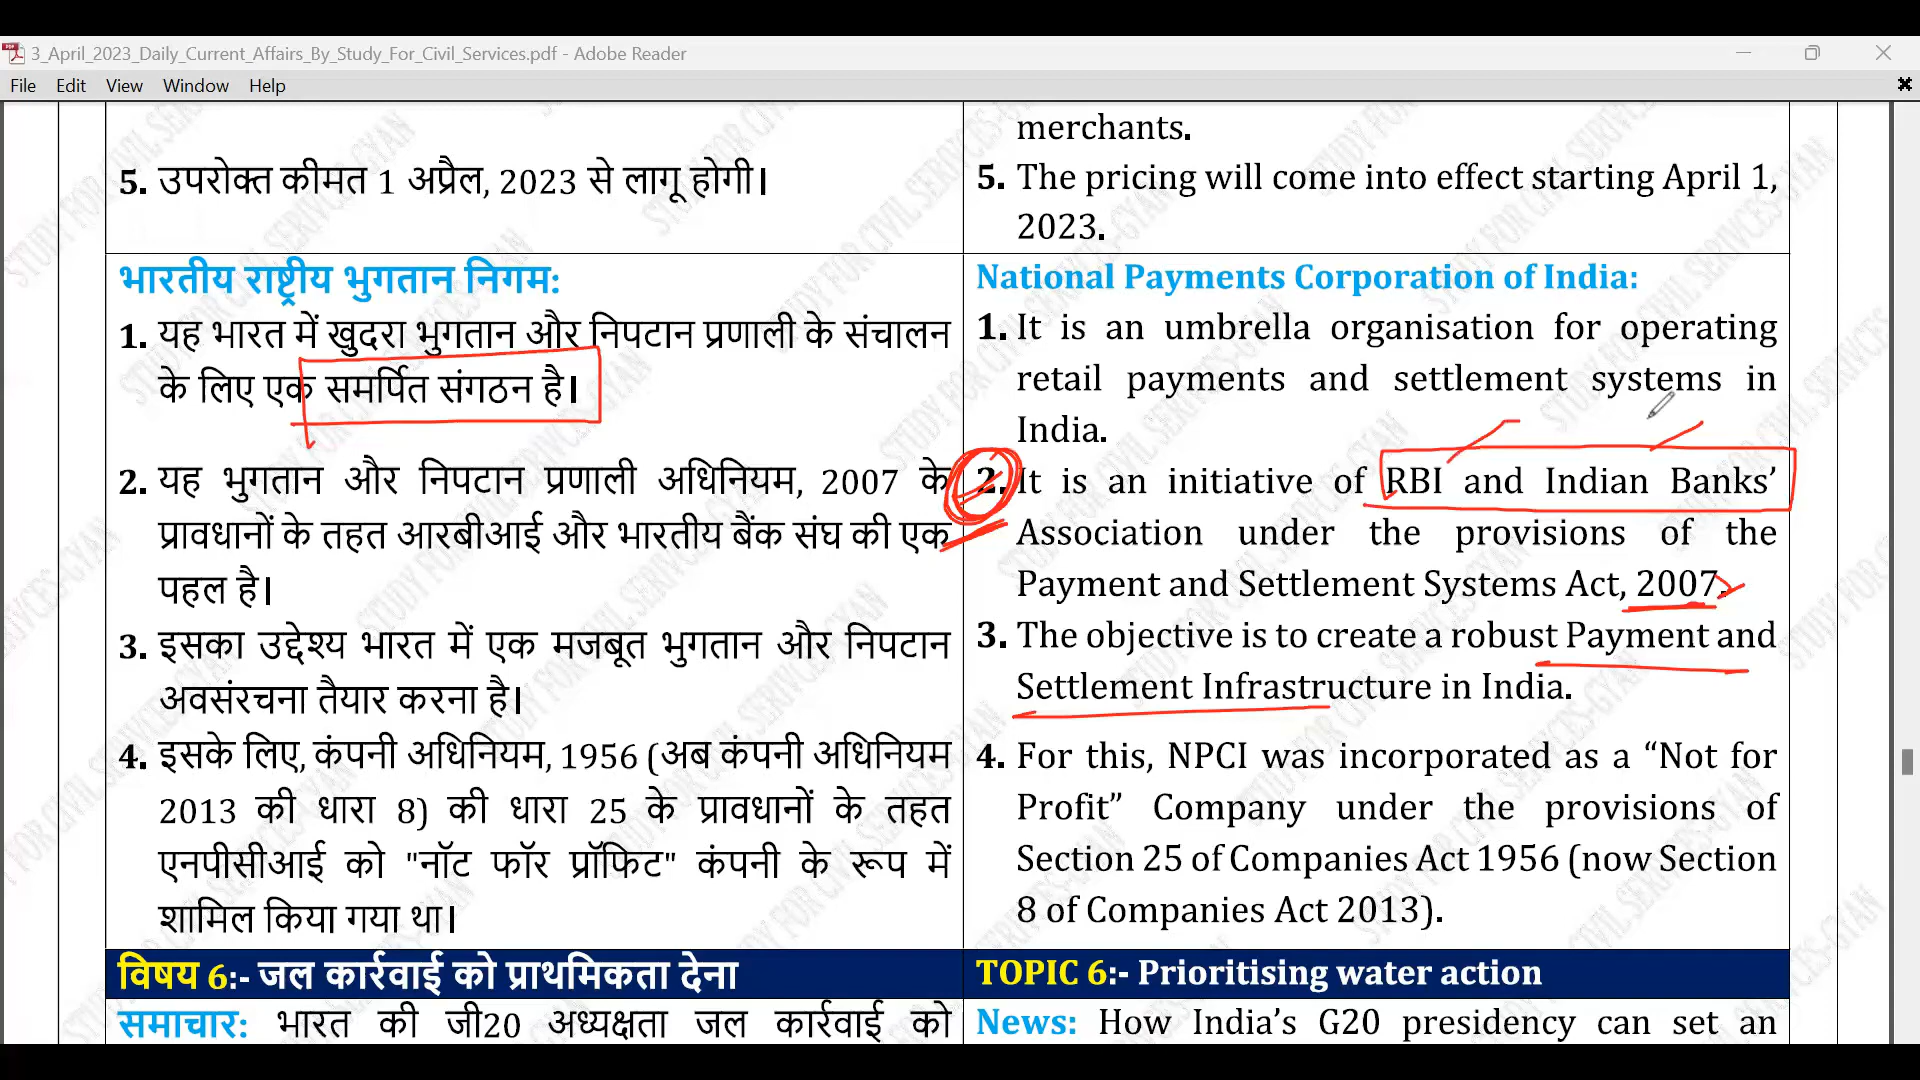 3_April_2023_Daily_Current_Affairs_By_Study_For_Civil_Services.pdf - Adobe Reader
File Edit View Window Help
5. उपरोक्त कीमत 1 अप्रैल, 2023 से लागू होगी।
merchants.
5. The pricing will come into effect starting April 1,
2023.
भारतीय राष्ट्रीय भुगतान निगम:
1. यह भारत में खुदरा भुगतान और निपटान प्रणाली के संचालन
के लिए एक समर्पित संगठन है।
2. यह भुगतान और निपटान प्रणाली अधिनियम, 2007 के
प्रावधानों के तहत आरबीआई और भारतीय बैंक संघ की एक
पहल है।
3. इसका उद्देश्य भारत में एक मजबूत भुगतान और निपटान
अवसंरचना तैयार करना है।
4. इसके लिए, कंपनी अधिनियम, 1956 (अब कंपनी अधिनियम
2013 की धारा 8) की धारा 25 के प्रावधानों के तहत
एनपीसीआई को "नॉट फॉर प्रॉफिट" कंपनी के रूप में
शामिल किया गया था।
National Payments Corporation of India:
1. It is an umbrella organisation for operating
retail payments and settlement systems in
India.
2. It is an initiative of RBI and Indian Banks’
Association under the provisions of the
Payment and Settlement Systems Act, 2007.
3. The objective is to create a robust Payment and
Settlement Infrastructure in India.
4. For this, NPCI was incorporated as a “Not for
Profit” Company under the provisions of
Section 25 of Companies Act 1956 (now Section
8 of Companies Act 2013).
विषय 6:- जल कार्रवाई को प्राथमिकता देना
TOPIC 6:- Prioritising water action
समाचार: भारत की जी20 अध्यक्षता जल कार्रवाई को
News: How India’s G20 presidency can set an